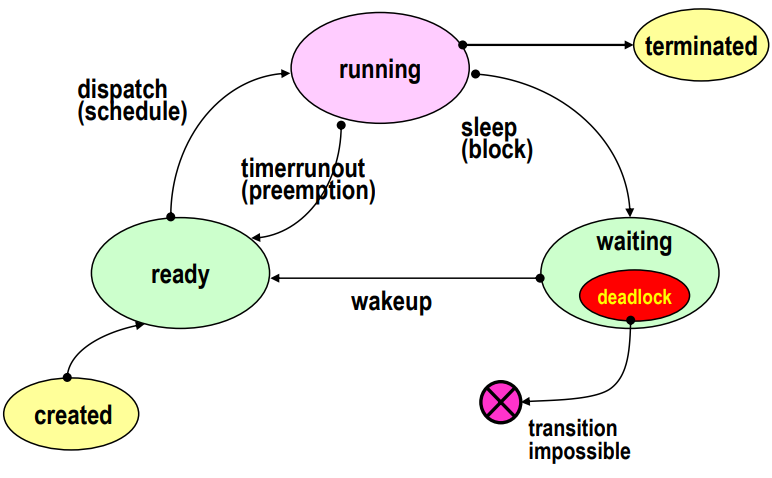 running
terminated
dispatch
(schedule)
sleep
(block)
timerrunout
(preemption)
waiting
ready
deadlock
wakeup
created
transition
impossible